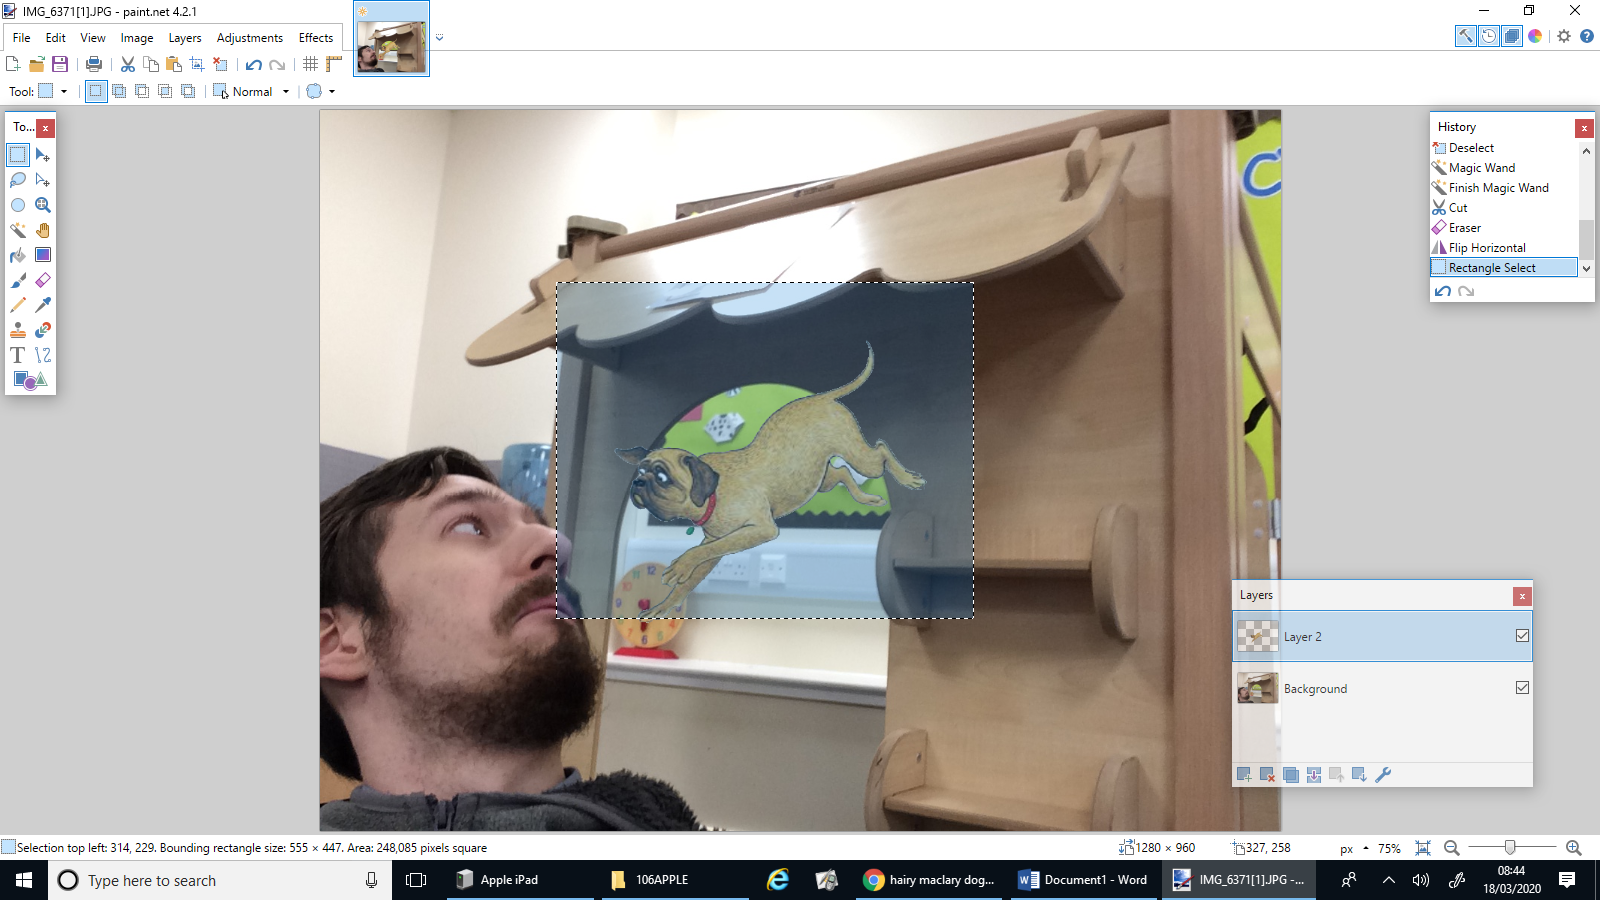 IMG_6371[1].JPG - paint.net 4.2.1
File Edit View Image Layers Adjustments Effects
Tool: Normal
To...
History
Deselect
Magic Wand
Finish Magic Wand
Cut
Eraser
Flip Horizontal
Rectangle Select
Layers
Layer 2
Background
Selection top left: 314, 229. Bounding rectangle size: 555 × 447. Area: 248,085 pixels square
1280 × 960
327, 258
px
75%
Type here to search
Apple iPad
106APPLE
hairy maclary dog...
Document1 - Word
IMG_6371[1].JPG -...
08:44
18/03/2020